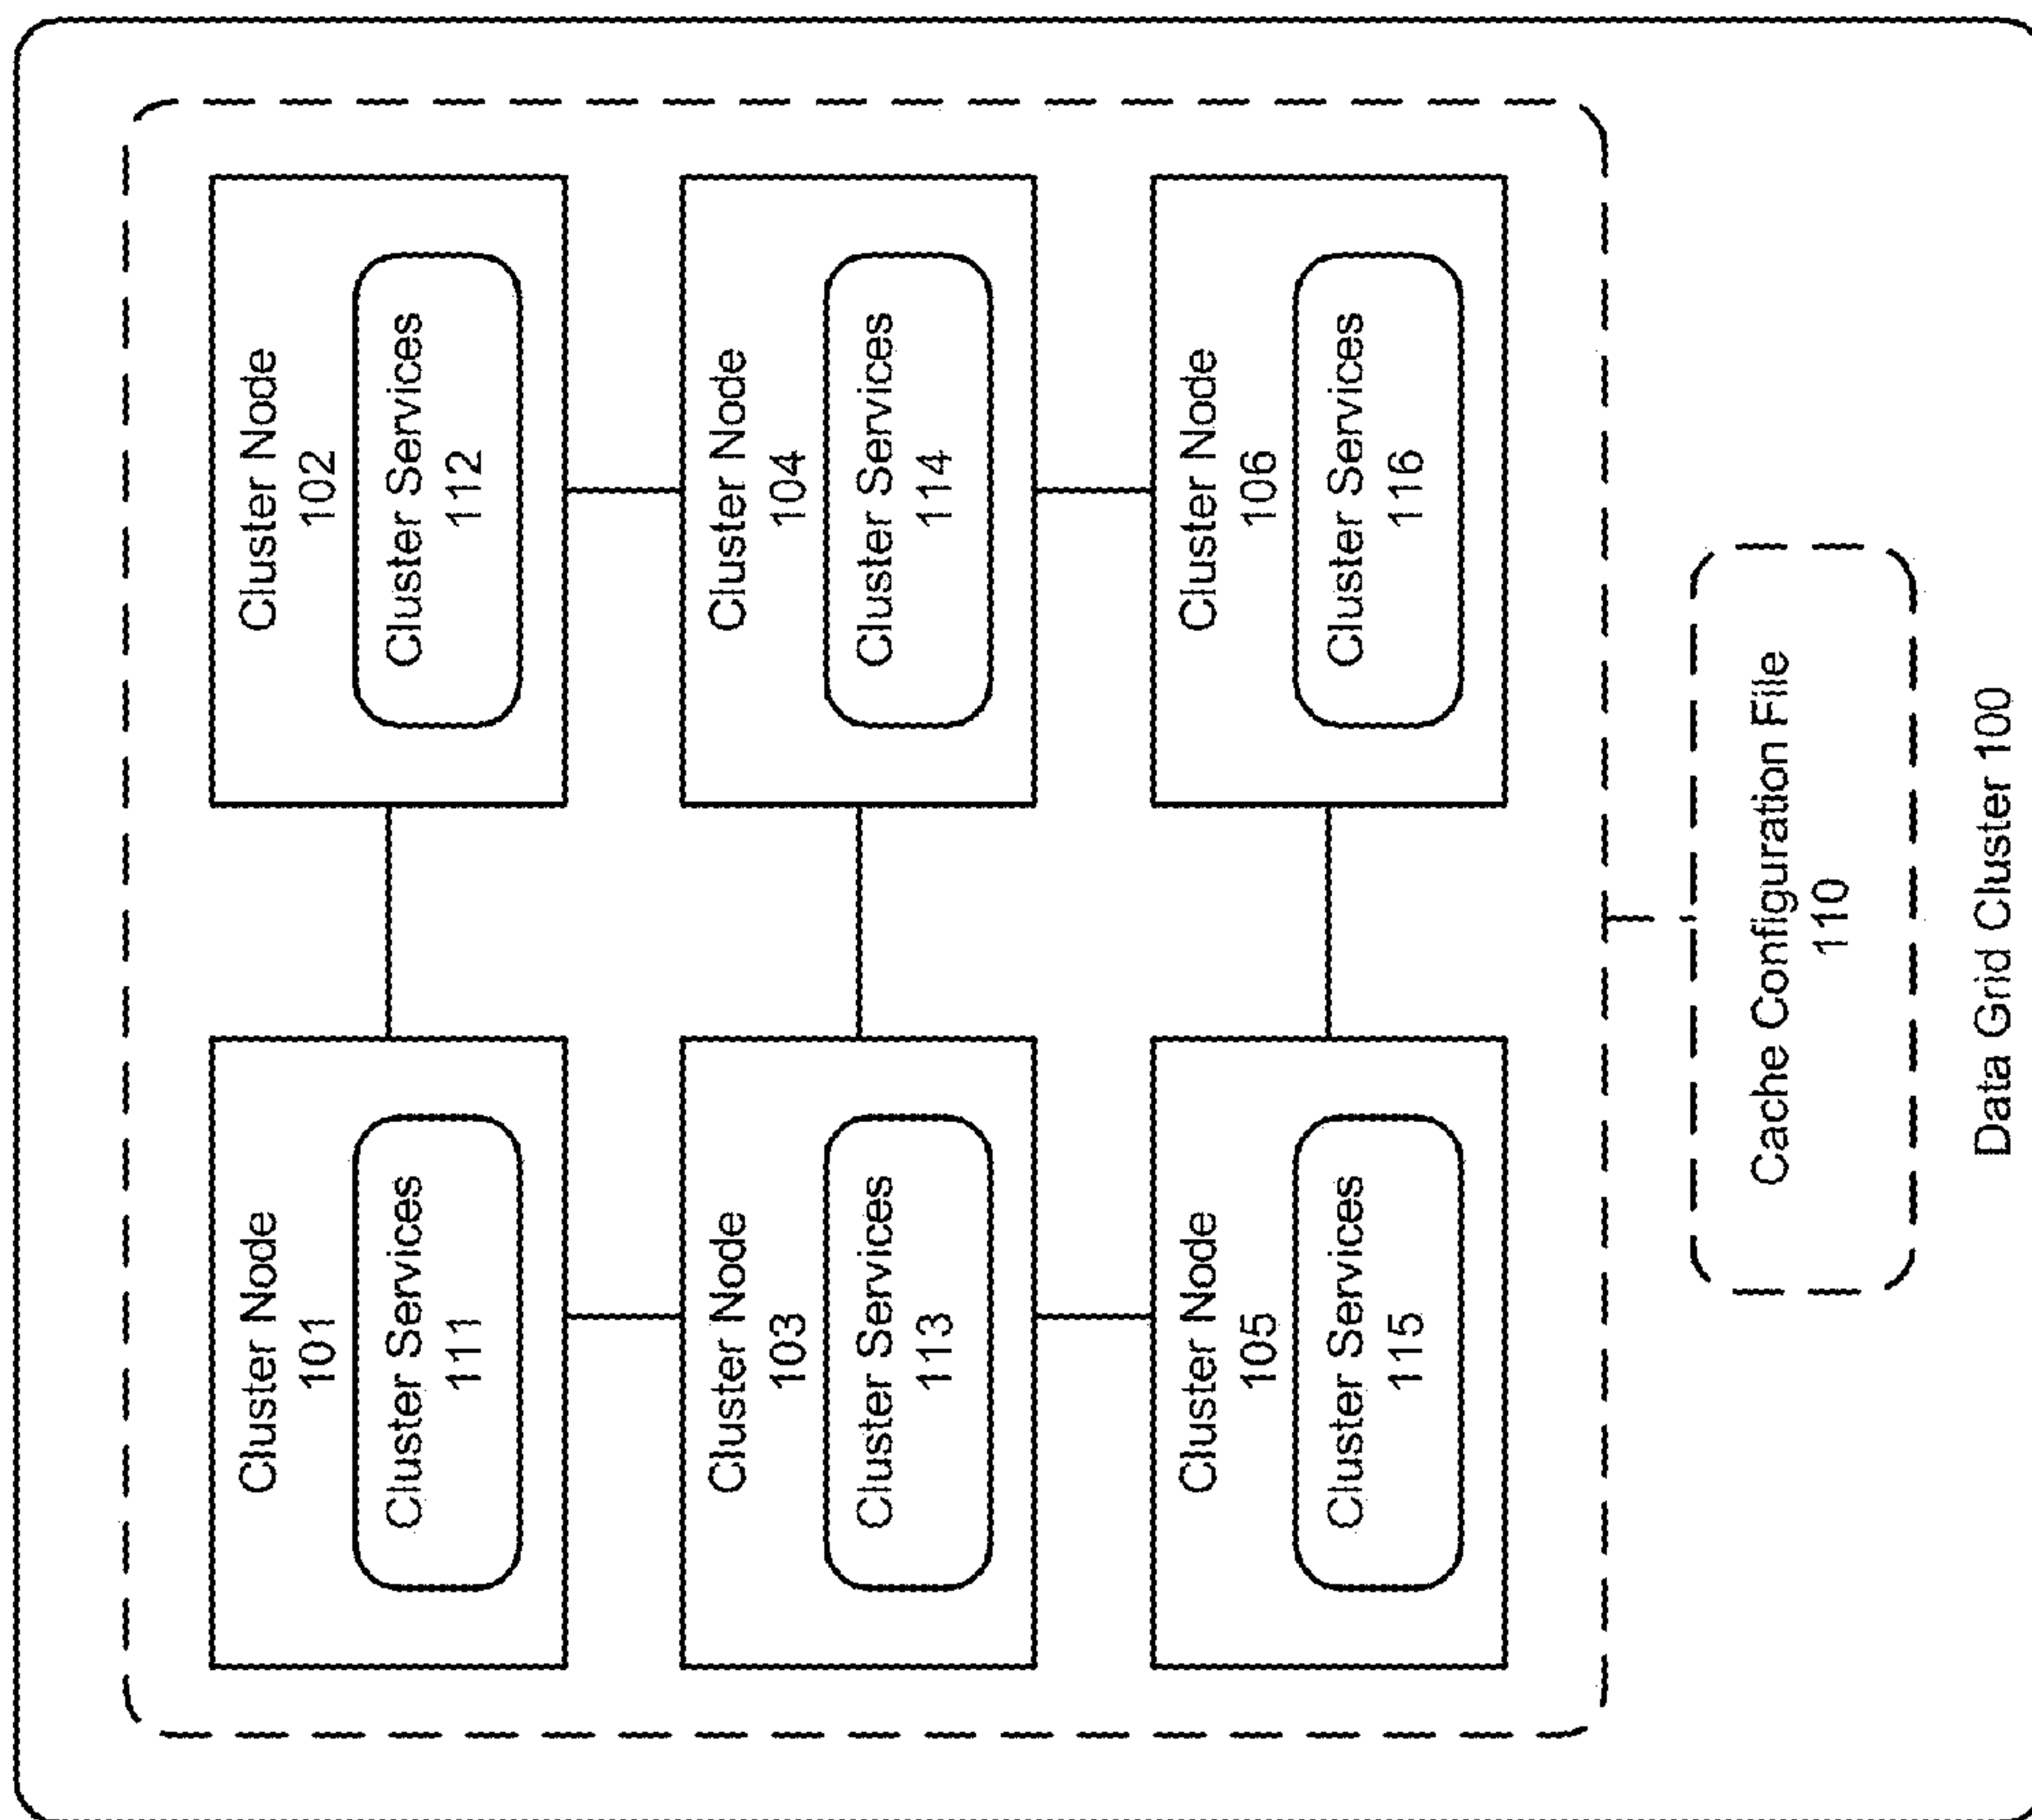 Cluster Node
101
Cluster Services
111
Cluster Node
102
Cluster Services
112
Cluster Node
103
Cluster Services
113
Cluster Node
104
Cluster Services
114
Cluster Node
105
Cluster Services
115
Cluster Node
106
Cluster Services
116
Cache Configuration File
110
Data Grid Cluster 100